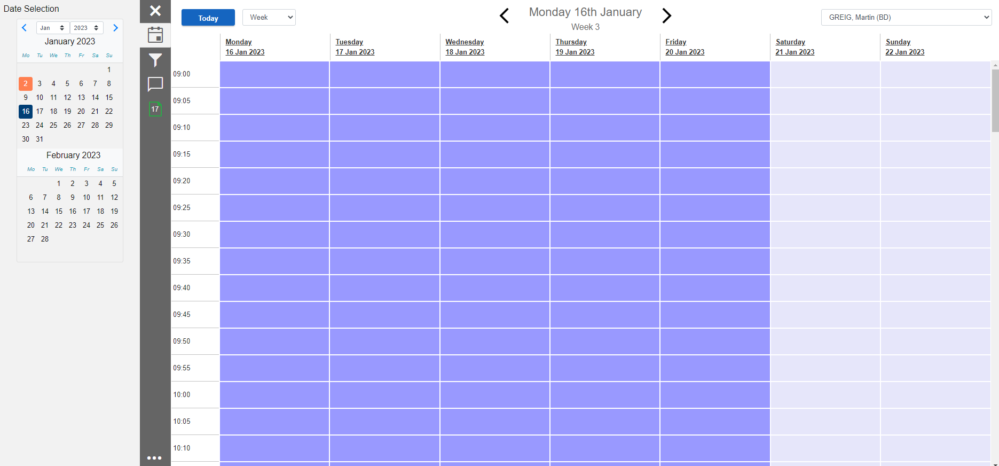 Date Selection
Jan 2023
January 2023
Mo Tu We Th Fr Sa Su
1
2 3 4 5 6 7 8
9 10 11 12 13 14 15
16 17 18 19 20 21 22
23 24 25 26 27 28 29
30 31
February 2023
Mo Tu We Th Fr Sa Su
1 2 3 4 5
6 7 8 9 10 11 12
13 14 15 16 17 18 19
20 21 22 23 24 25 26
27 28
17
Today
Week
Monday 16th January
Week 3
GREIG, Martin (BD)
Monday Tuesday Wednesday Thursday Friday Saturday Sunday
16 Jan 2023 17 Jan 2023 18 Jan 2023 19 Jan 2023 20 Jan 2023 21 Jan 2023 22 Jan 2023
09:00
09:05
09:10
09:15
09:20
09:25
09:30
09:35
09:40
09:45
09:50
09:55
10:00
10:05
10:10